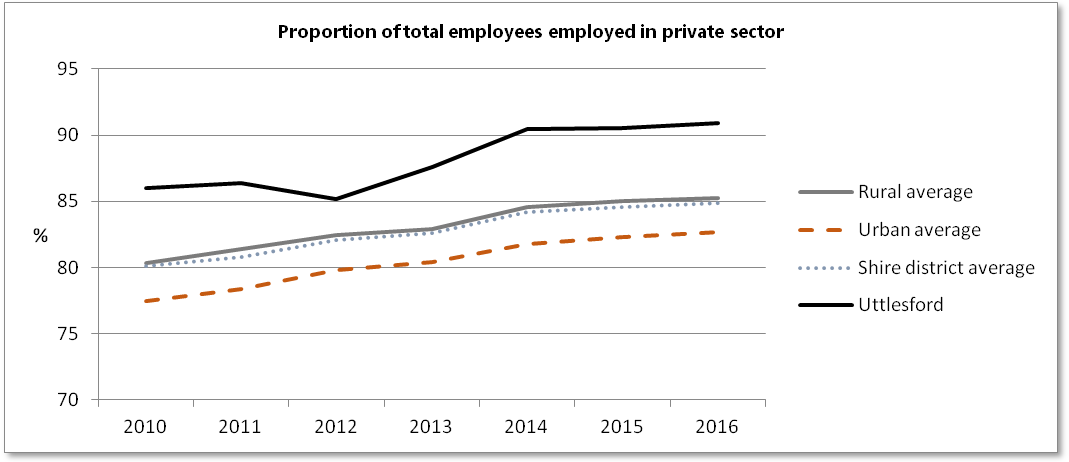 Proportion of total employees employed in private sector
95
90
85
80
75
70
%
2010 2011 2012 2013 2014 2015 2016
Rural average
Urban average
Shire district average
Uttlesford